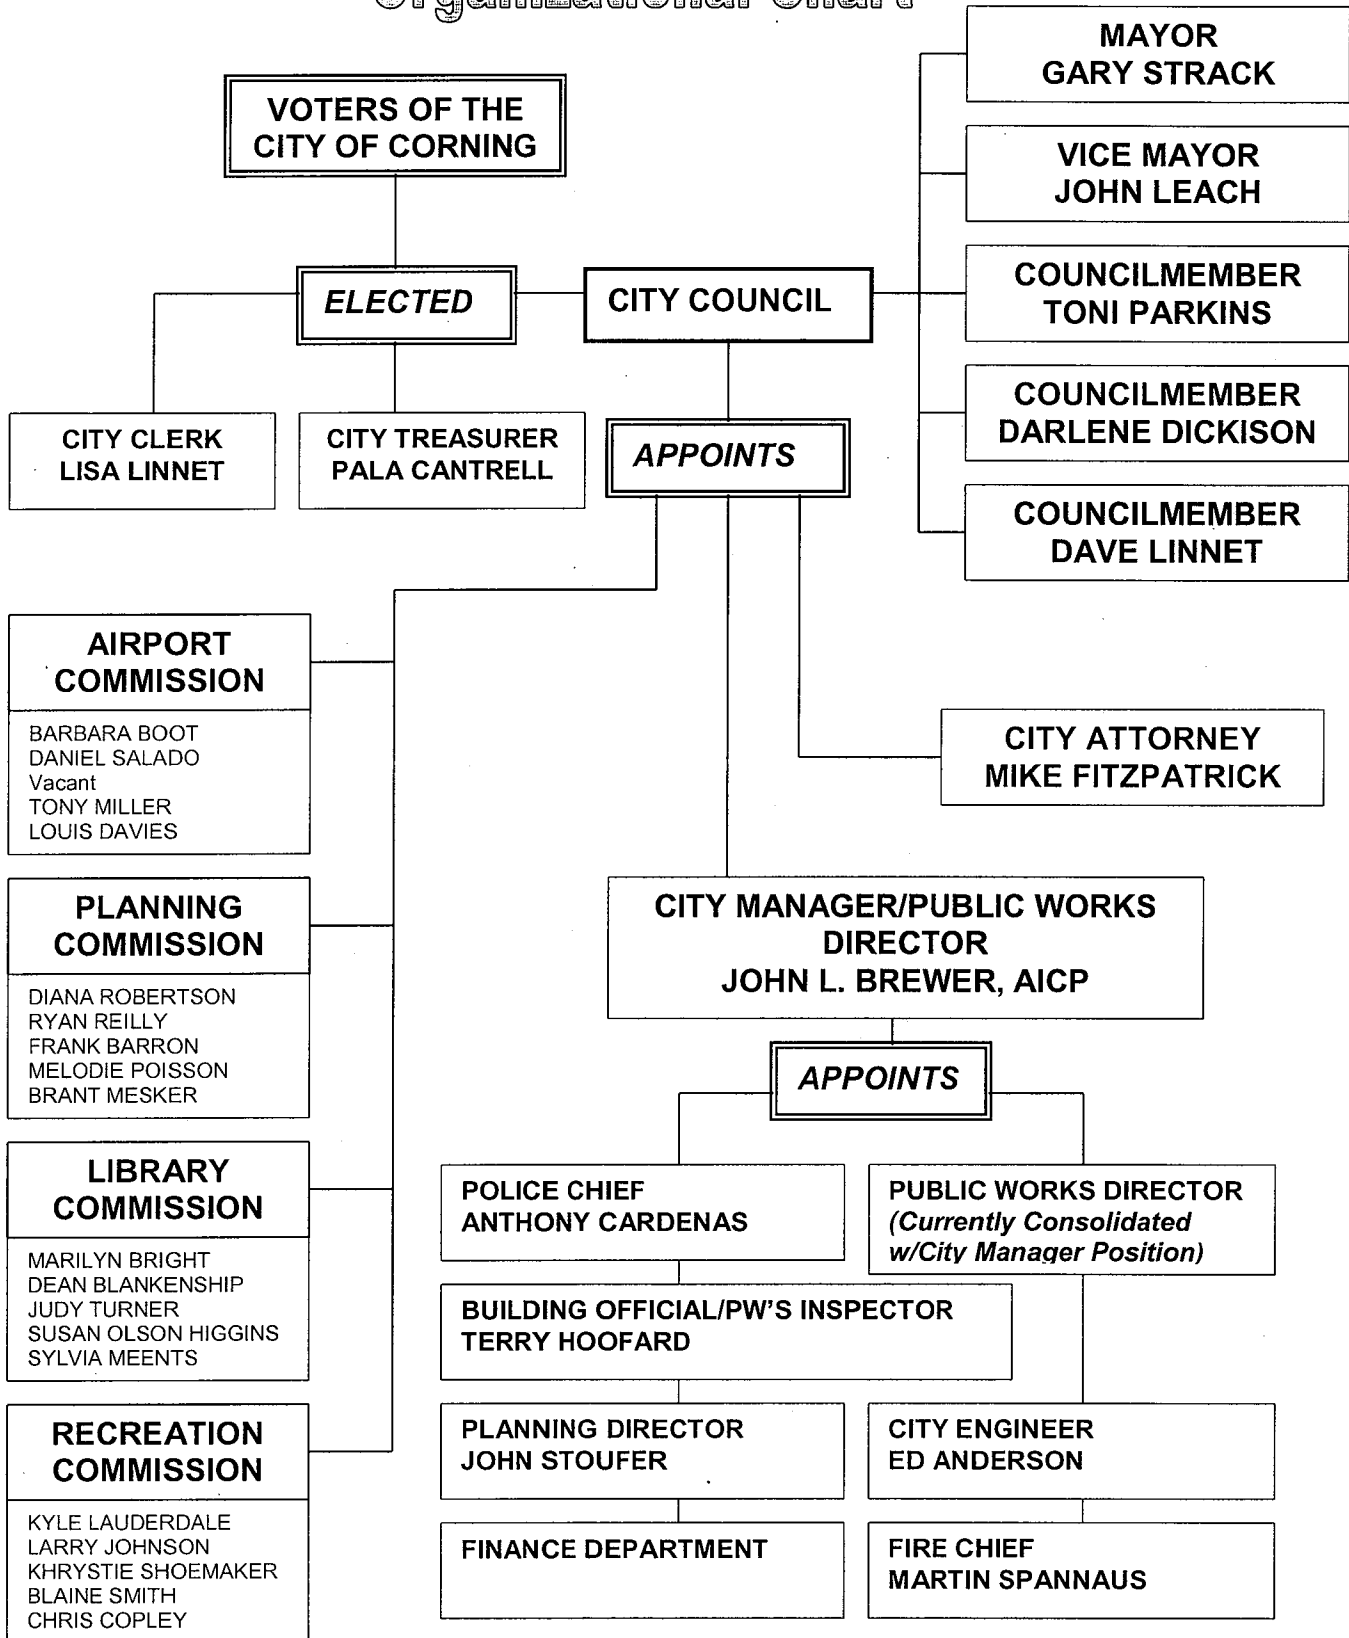 Organizational Chart
MAYOR
GARY STRACK
VOTERS OF THE
CITY OF CORNING
VICE MAYOR
JOHN LEACH
ELECTED
CITY COUNCIL
COUNCILMEMBER
TONI PARKINS
COUNCILMEMBER
DARLENE DICKISON
CITY CLERK
LISA LINNET
CITY TREASURER
PALA CANTRELL
APPOINTS
COUNCILMEMBER
DAVE LINNET
AIRPORT
COMMISSION
BARBARA BOOT
DANIEL SALADO
Vacant
TONY MILLER
LOUIS DAVIES
CITY ATTORNEY
MIKE FITZPATRICK
PLANNING
COMMISSION
DIANA ROBERTSON
RYAN REILLY
FRANK BARRON
MELODIE POISSON
BRANT MESKER
CITY MANAGER/PUBLIC WORKS
DIRECTOR
JOHN L. BREWER, AICP
APPOINTS
LIBRARY
COMMISSION
MARILYN BRIGHT
DEAN BLANKENSHIP
JUDY TURNER
SUSAN OLSON HIGGINS
SYLVIA MEENTS
POLICE CHIEF
ANTHONY CARDENAS
PUBLIC WORKS DIRECTOR
(Currently Consolidated
w/City Manager Position)
BUILDING OFFICIAL/PW'S INSPECTOR
TERRY HOOFARD
RECREATION
COMMISSION
KYLE LAUDERDALE
LARRY JOHNSON
KHRYSTIE SHOEMAKER
BLAINE SMITH
CHRIS COPLEY
PLANNING DIRECTOR
JOHN STOUFER
CITY ENGINEER
ED ANDERSON
FINANCE DEPARTMENT
FIRE CHIEF
MARTIN SPANNAUS